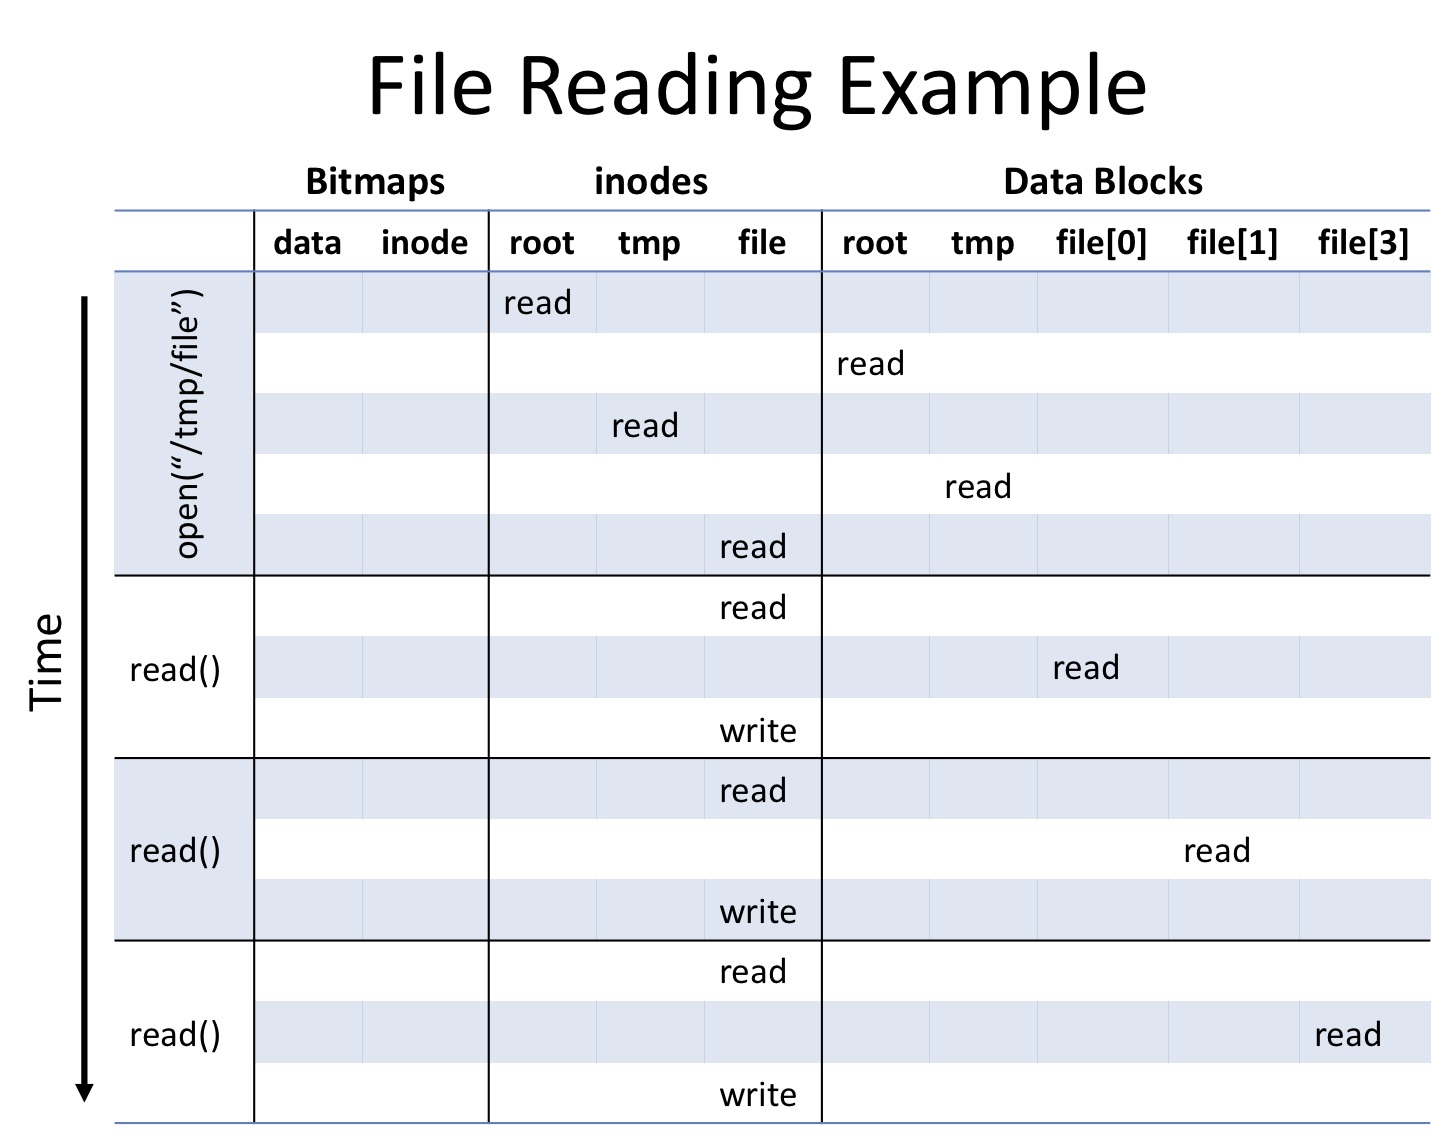 File Reading Example
Bitmaps inodes Data Blocks
data inode root tmp file root tmp file[0] file[1] file[3]
Time
open(“/tmp/file”)
read
read
read
read
read
read()
read
read
write
read()
read
read
write
read()
read
read
write